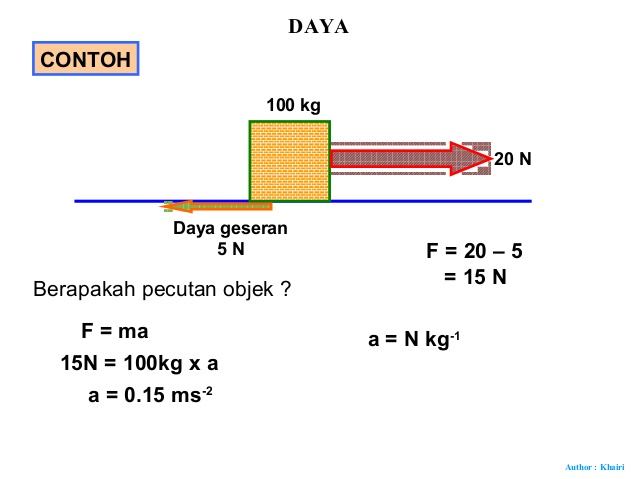 DAYA
CONTOH
100 kg
20 N
Daya geseran
5 N
F = 20 – 5
= 15 N
Berapakah pecutan objek ?
F = ma
15N = 100kg x a
a = 0.15 ms⁻²
a = N kg⁻¹
Author : Khairi